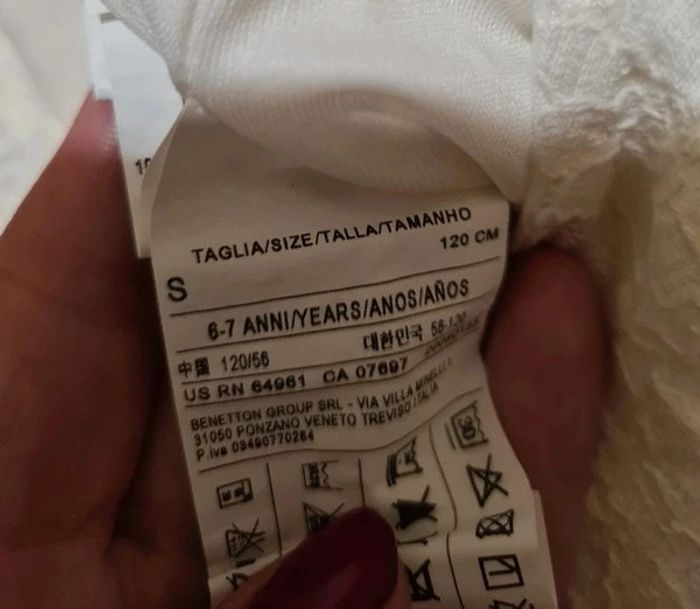 TAGLIA/SIZE/TALLA/TAMANHO
120 CM
S
6-7 ANNI/YEARS/ANOS/AÑOS
中国 120/56
대한민국 56-120
US RN 64961 CA 07697
BENETTON GROUP SRL - VIA VILLA MINELLI 1
31050 PONZANO VENETO TREVISO ITALIA
P.iva 03490770264